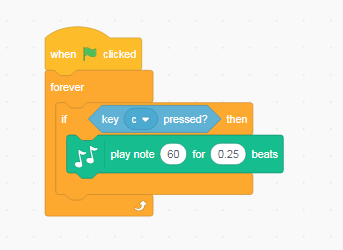 when clicked
forever
if key c pressed? then
play note 60 for 0.25 beats